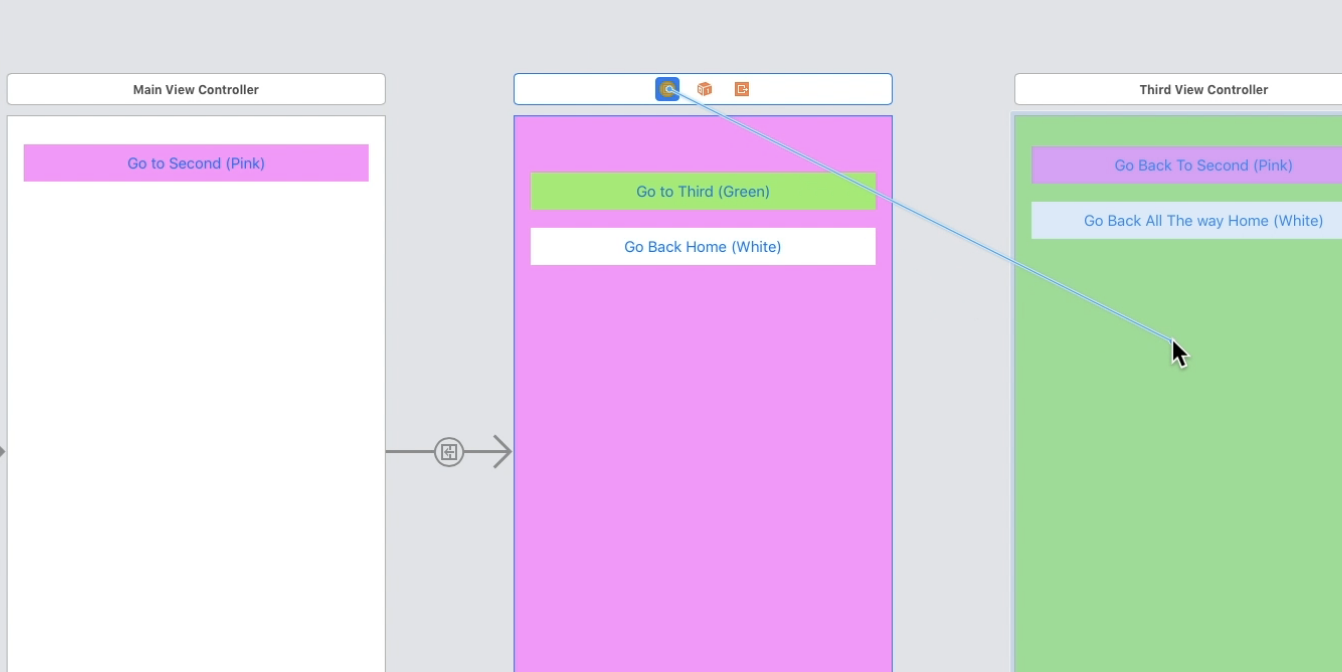 Main View Controller
Go to Second (Pink)
Go to Third (Green)
Go Back Home (White)
Third View Controller
Go Back To Second (Pink)
Go Back All The way Home (White)